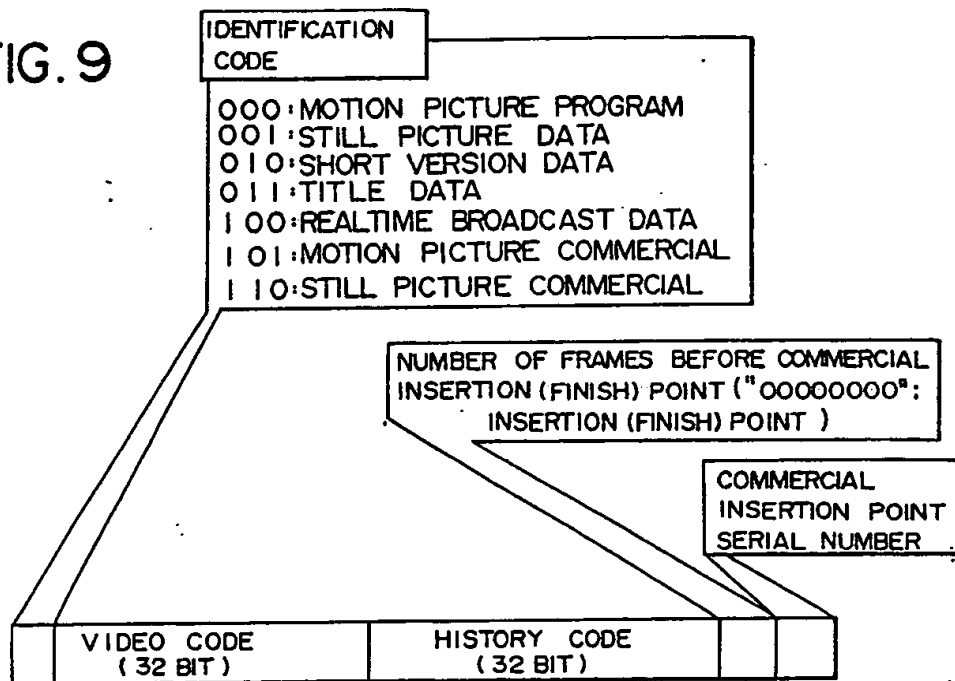 FIG. 9
IDENTIFICATION
CODE
000:MOTION PICTURE PROGRAM
001:STILL PICTURE DATA
010:SHORT VERSION DATA
011:TITLE DATA
100:REALTIME BROADCAST DATA
101:MOTION PICTURE COMMERCIAL
110:STILL PICTURE COMMERCIAL
NUMBER OF FRAMES BEFORE COMMERCIAL
INSERTION (FINISH) POINT ("00000000":
INSERTION (FINISH) POINT )
COMMERCIAL
INSERTION POINT
SERIAL NUMBER
VIDEO CODE
(32 BIT)
HISTORY CODE
(32 BIT)